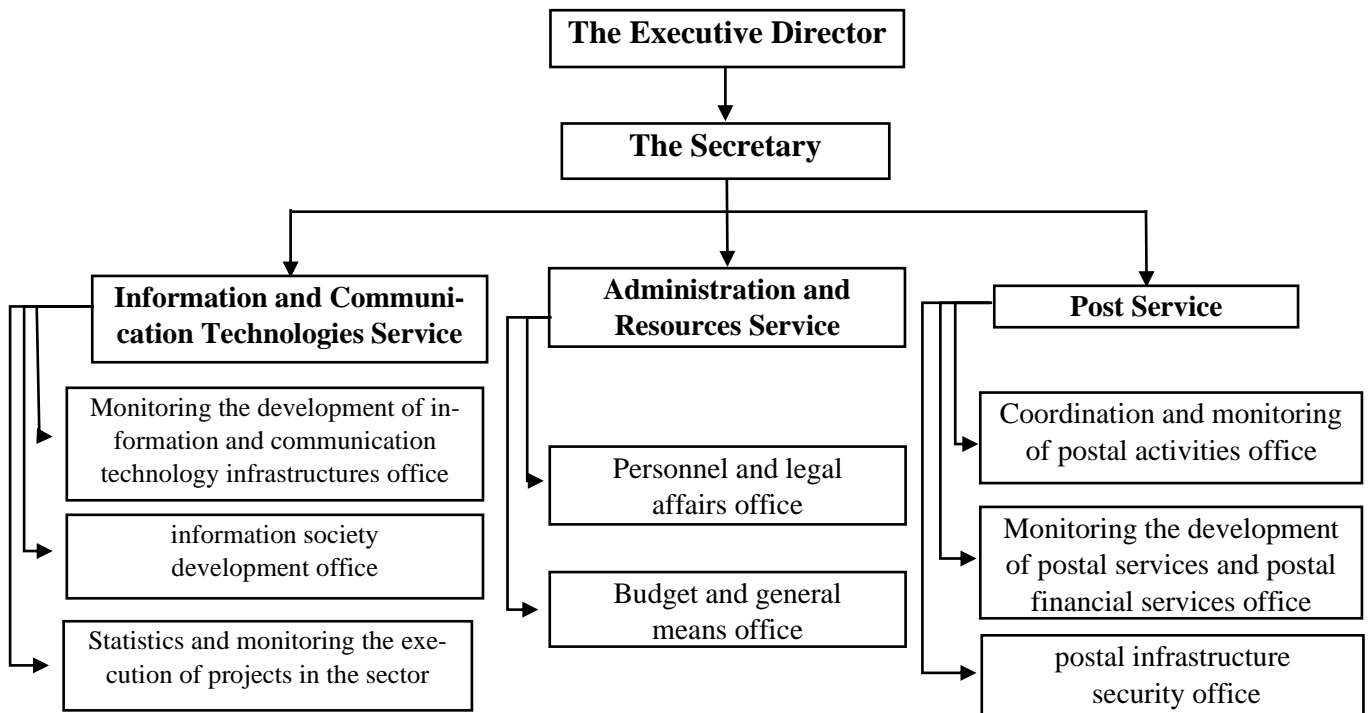 The Executive Director
The Secretary
Information and Communi-
cation Technologies Service
Monitoring the development of in-
formation and communication
technology infrastructures office
information society
development office
Statistics and monitoring the exe-
cution of projects in the sector
Administration and
Resources Service
Personnel and legal
affairs office
Budget and general
means office
Post Service
Coordination and monitoring
of postal activities office
Monitoring the development
of postal services and postal
financial services office
postal infrastructure
security office